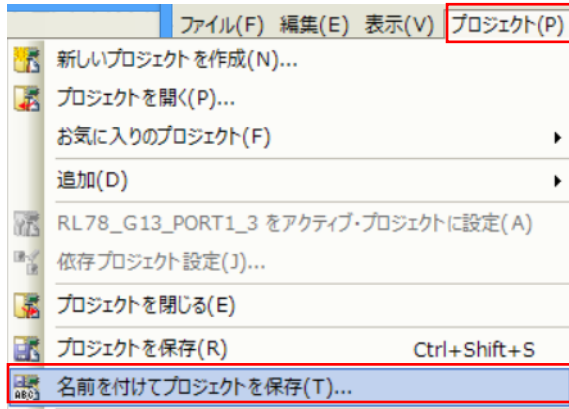 ファイル(F) 編集(E) 表示(V) プロジェクト(P)
新しいプロジェクトを作成(N)...
プロジェクトを開く(P)...
お気に入りのプロジェクト(F)
追加(D)
RL78_G13_PORT1_3 をアクティブ・プロジェクトに設定(A)
依存プロジェクト設定(J)...
プロジェクトを閉じる(E)
プロジェクトを保存(R) Ctrl+Shift+S
名前を付けてプロジェクトを保存(T)...